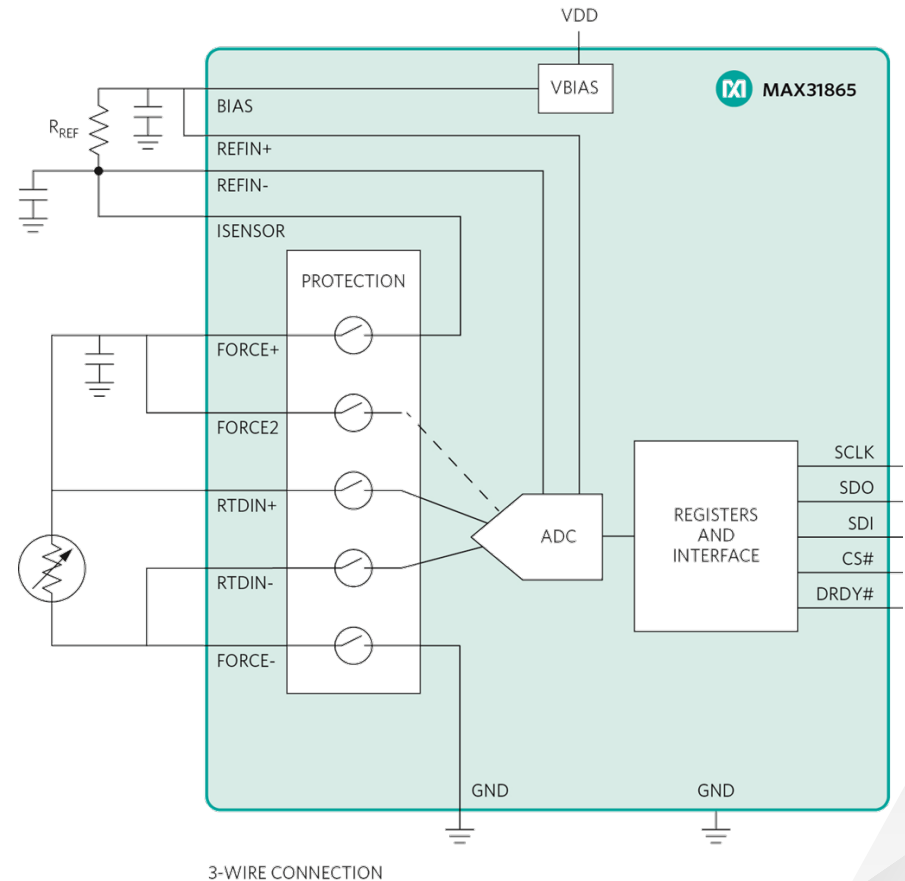 VDD
VBIAS
MAX31865
BIAS
RREF
REFIN+
REFIN-
ISENSOR
PROTECTION
FORCE+
FORCE2
RTDIN+
RTDIN-
FORCE-
ADC
REGISTERS
AND
INTERFACE
SCLK
SDO
SDI
CS#
DRDY#
GND
GND
3-WIRE CONNECTION